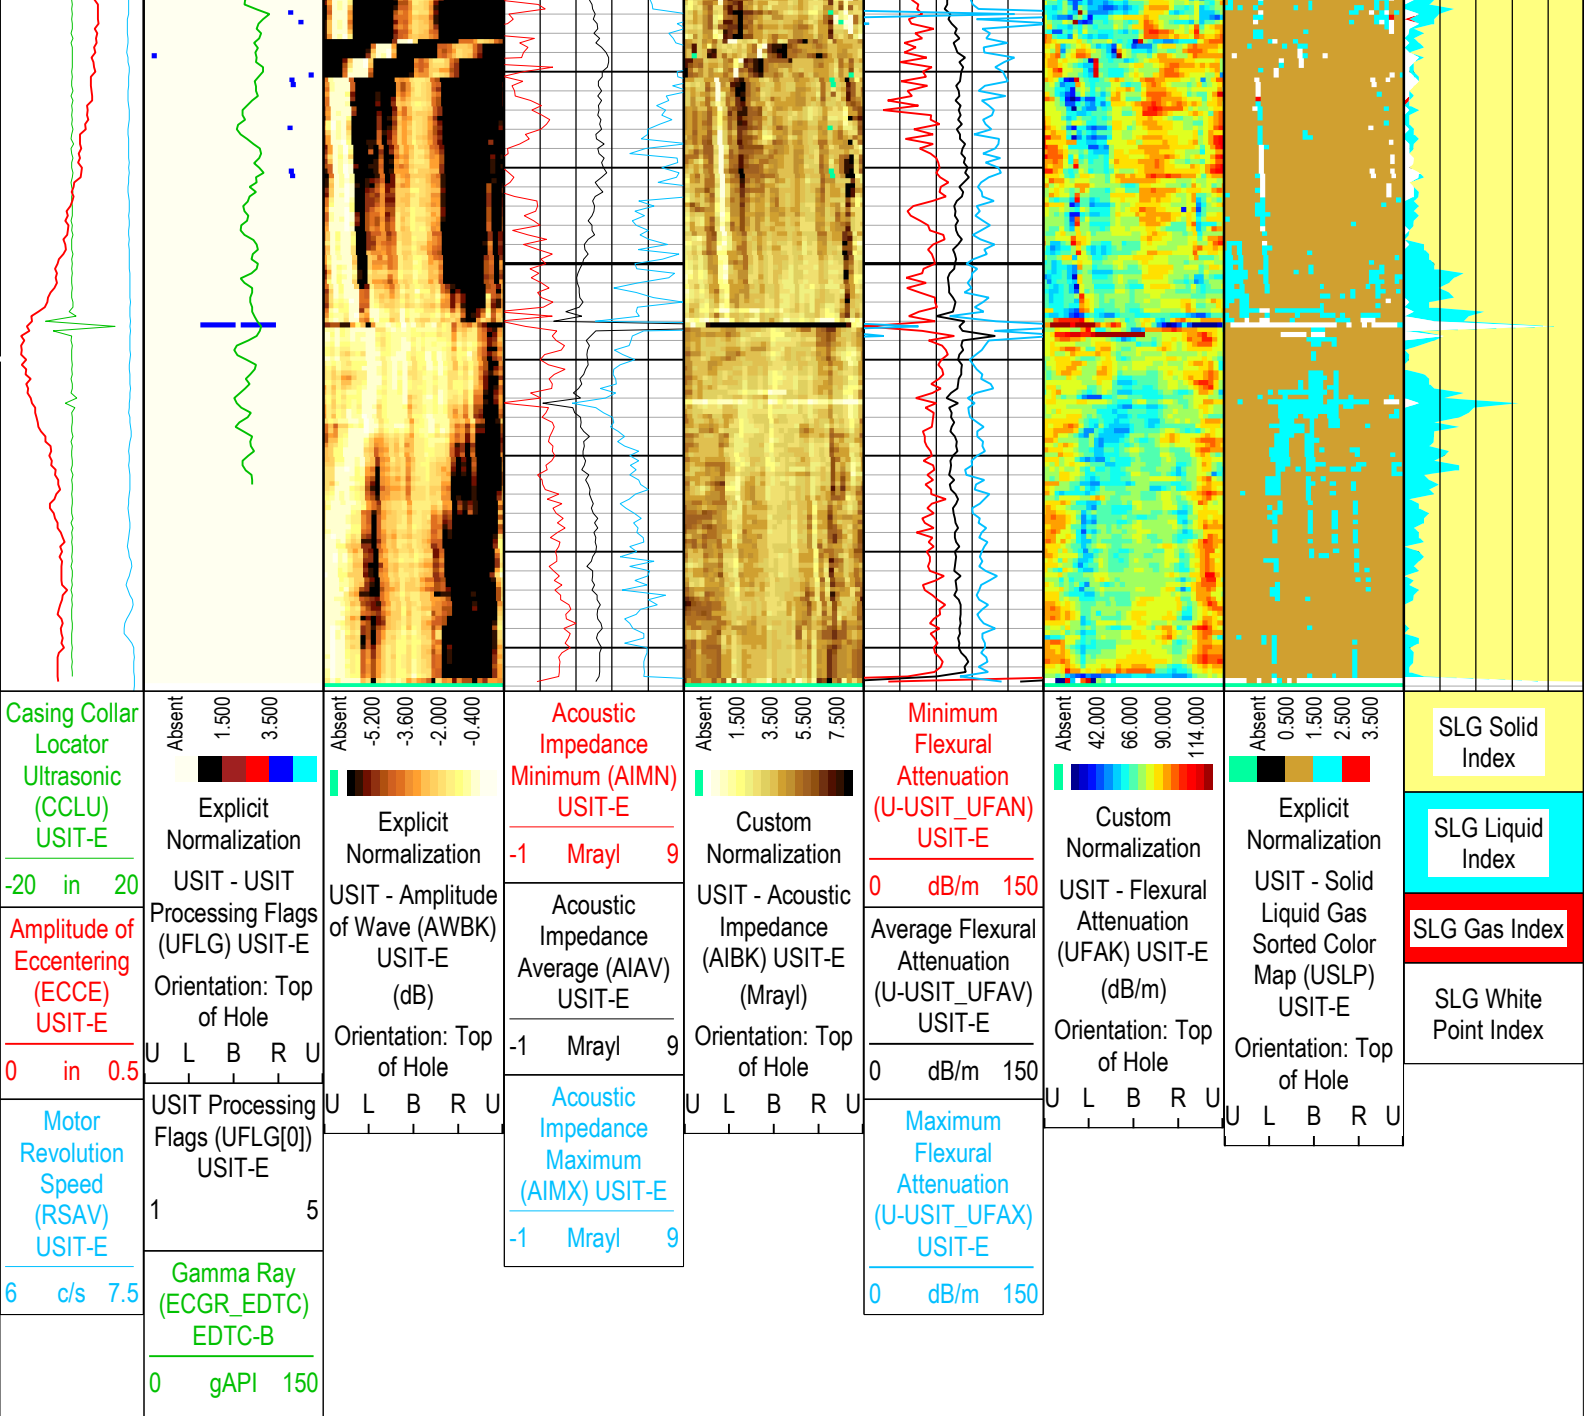 Casing Collar
Locator
Ultrasonic
(CCLU)
USIT-E
-20 in 20
Amplitude of
Eccentering
(ECCE)
USIT-E
0 in 0.5
Motor
Revolution
Speed
(RSAV)
USIT-E
6 c/s 7.5
Absent
1.500
3.500
Explicit
Normalization
USIT - USIT
Processing Flags
(UFLG) USIT-E
Orientation: Top
of Hole
U L B R U
USIT Processing
Flags (UFLG[0])
USIT-E
1 5
Gamma Ray
(ECGR_EDTC)
EDTC-B
0 gAPI 150
Absent
-5.200
-3.600
-2.000
-0.400
Explicit
Normalization
USIT - Amplitude
of Wave (AWBK)
USIT-E
(dB)
Orientation: Top
of Hole
U L B R U
Acoustic
Impedance
Minimum (AIMN)
USIT-E
-1 Mrayl 9
Acoustic
Impedance
Average (AIAV)
USIT-E
-1 Mrayl 9
Acoustic
Impedance
Maximum
(AIMX) USIT-E
-1 Mrayl 9
Absent
1.500
3.500
5.500
7.500
Custom
Normalization
USIT - Acoustic
Impedance
(AIBK) USIT-E
(Mrayl)
Orientation: Top
of Hole
U L B R U
Minimum
Flexural
Attenuation
(U-USIT_UFAN)
USIT-E
0 dB/m 150
Average Flexural
Attenuation
(U-USIT_UFAV)
USIT-E
0 dB/m 150
Maximum
Flexural
Attenuation
(U-USIT_UFAX)
USIT-E
0 dB/m 150
Absent
42.000
66.000
90.000
114.000
Custom
Normalization
USIT - Flexural
Attenuation
(UFAK) USIT-E
(dB/m)
Orientation: Top
of Hole
U L B R U
Absent
0.500
1.500
2.500
3.500
Explicit
Normalization
USIT - Solid
Liquid Gas
Sorted Color
Map (USLP)
USIT-E
Orientation: Top
of Hole
U L B R U
SLG Solid
Index
SLG Liquid
Index
SLG Gas Index
SLG White
Point Index